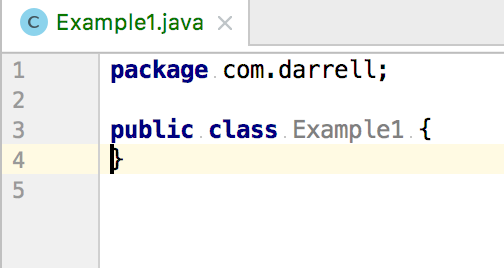 C Example1.java ×
1 package com.darrell;
2
3 public class Example1 {
4 }
5